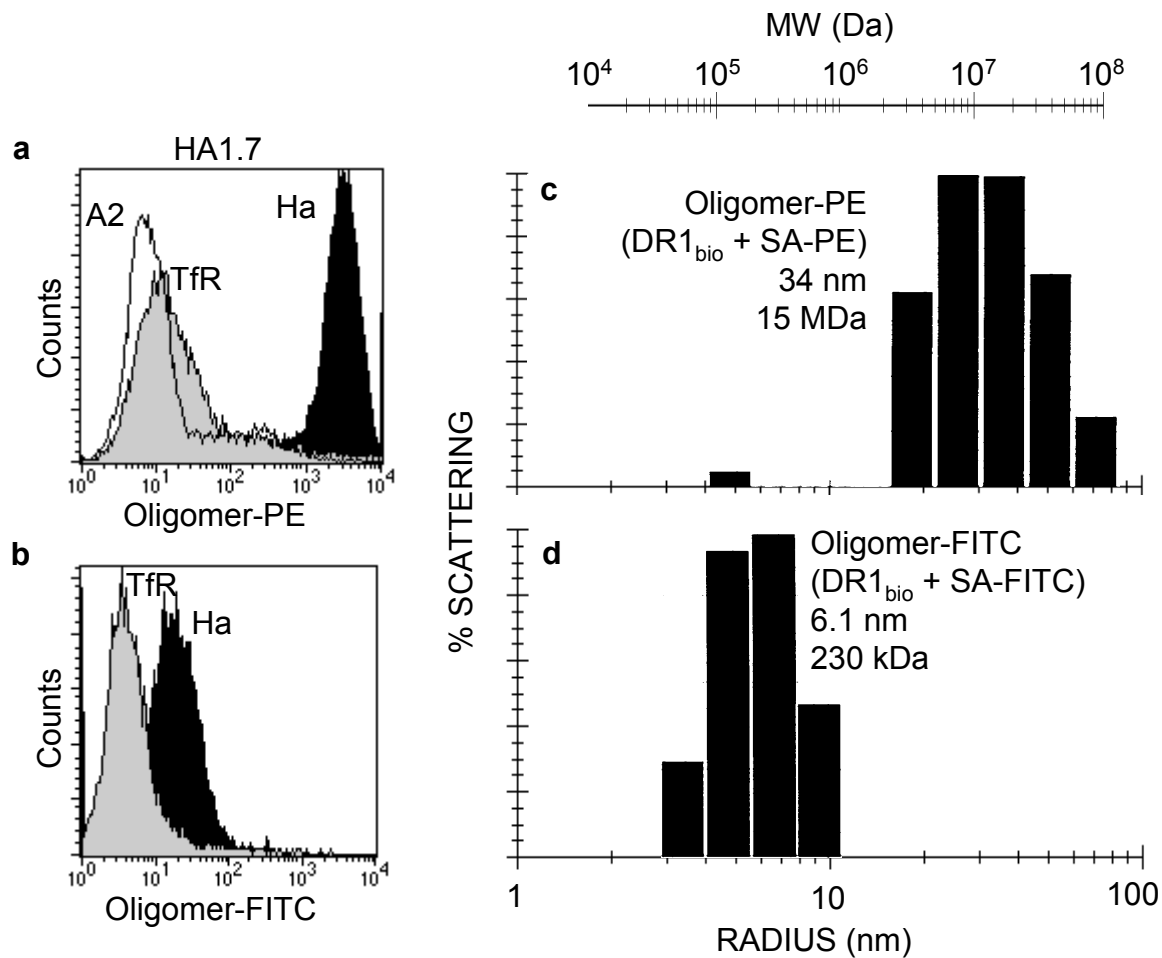 MW (Da)
10⁴ 10⁵ 10⁶ 10⁷ 10⁸
a
HA1.7
A2
TfR
Ha
Counts
10⁰ 10¹ 10² 10³ 10⁴
Oligomer-PE
b
TfR
Ha
Counts
10⁰ 10¹ 10² 10³ 10⁴
Oligomer-FITC
% SCATTERING
c
Oligomer-PE
(DR1bio + SA-PE)
34 nm
15 MDa
d
Oligomer-FITC
(DR1bio + SA-FITC)
6.1 nm
230 kDa
1 10 100
RADIUS (nm)